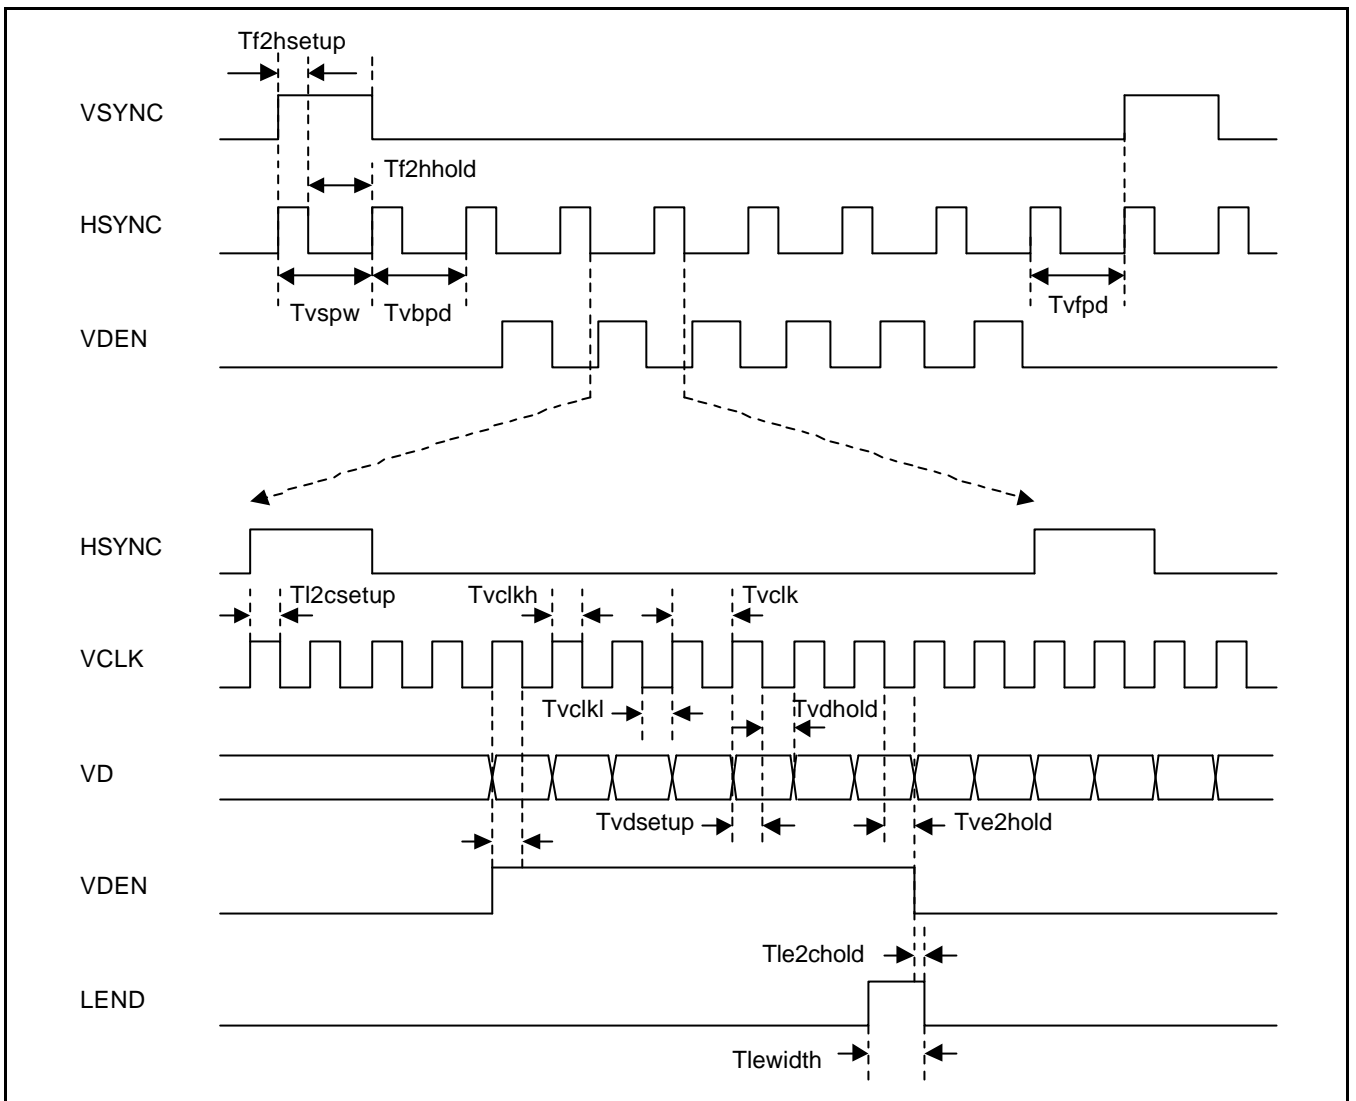 Tf2hsetup
VSYNC
Tf2hhold
HSYNC
Tvspw Tvbpd Tvfpd
VDEN
HSYNC
Tl2csetup Tvclkh Tvclk
VCLK
Tvclkl Tvdhold
VD
Tvdsetup Tve2hold
VDEN
Tle2chold
LEND
Tlewidth